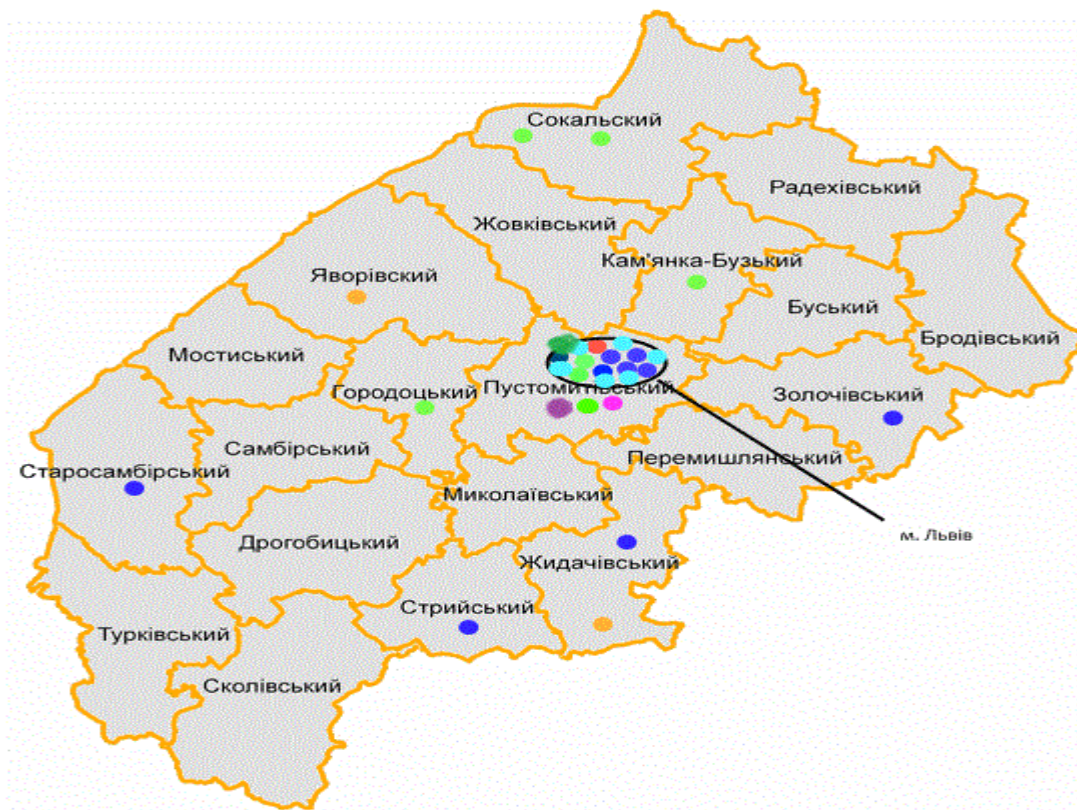 Сокальский
Радехівський
Жовківський
Кам'янка-Бузький
Яворівский
Буський
Бродівський
Мостиський
Городоцький
Пустомитівський
Золочівський
Самбірський
Перемишлянський
Старосамбірський
Миколаївський
м. Львів
Дрогобицький
Жидачівський
Стрийський
Турківський
Сколівський